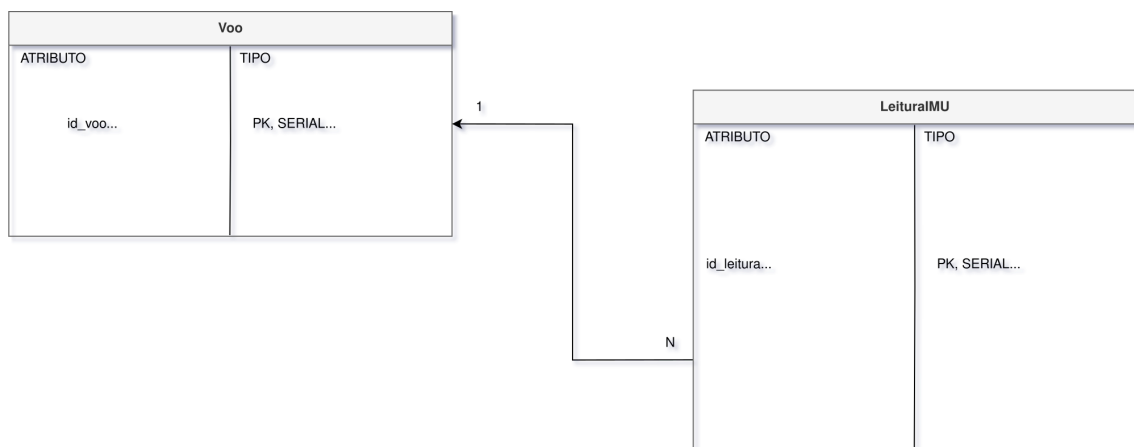 Voo
ATRIBUTO TIPO
id_voo... PK, SERIAL...
1
LeituraIMU
ATRIBUTO TIPO
id_leitura... PK, SERIAL...
N